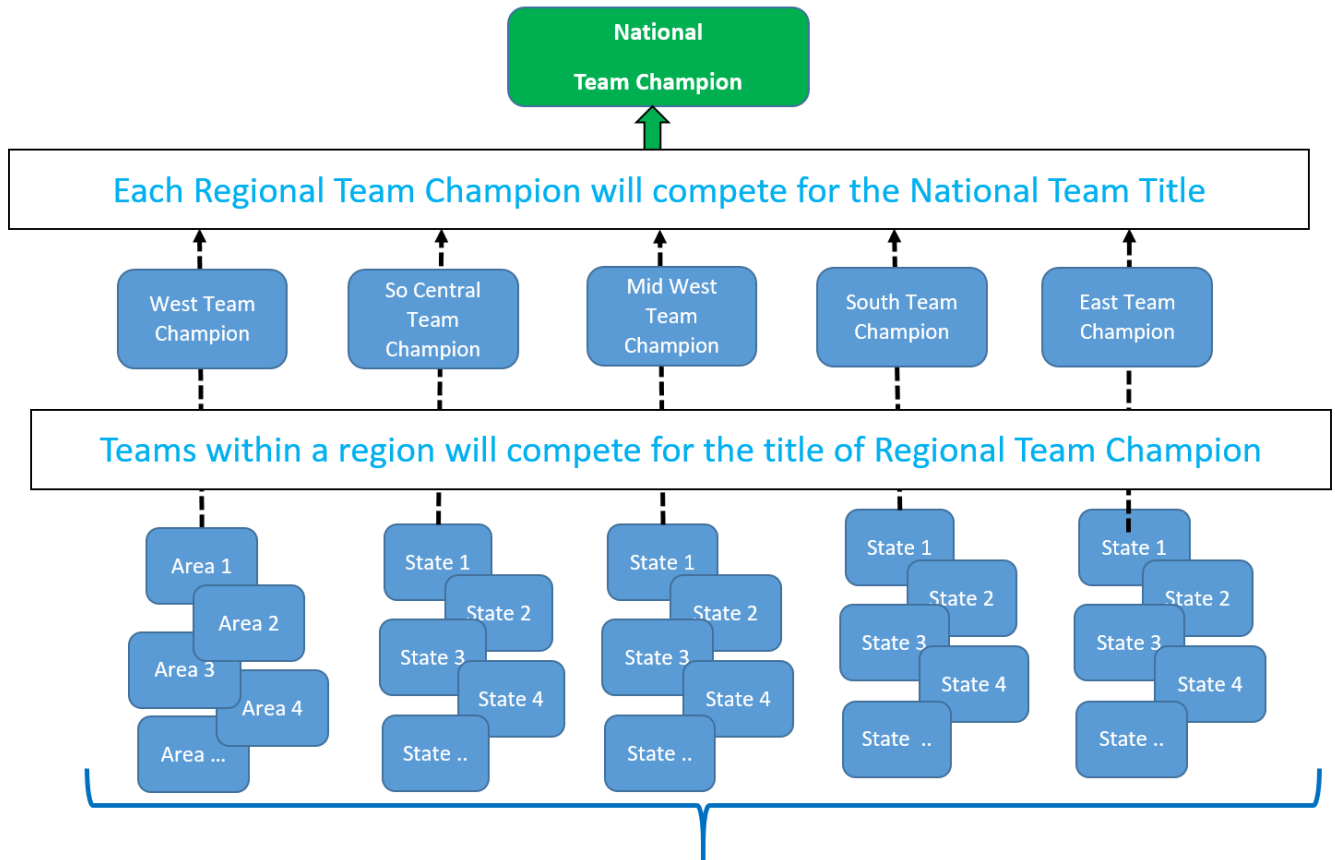 National
Team Champion
Each Regional Team Champion will compete for the National Team Title
West Team
Champion
So Central
Team
Champion
Mid West
Team
Champion
South Team
Champion
East Team
Champion
Teams within a region will compete for the title of Regional Team Champion
Area 1
Area 2
Area 3
Area 4
Area ...
State 1
State 2
State 3
State 4
State ..
State 1
State 2
State 3
State 4
State ..
State 1
State 2
State 3
State 4
State ..
State 1
State 2
State 3
State 4
State ..